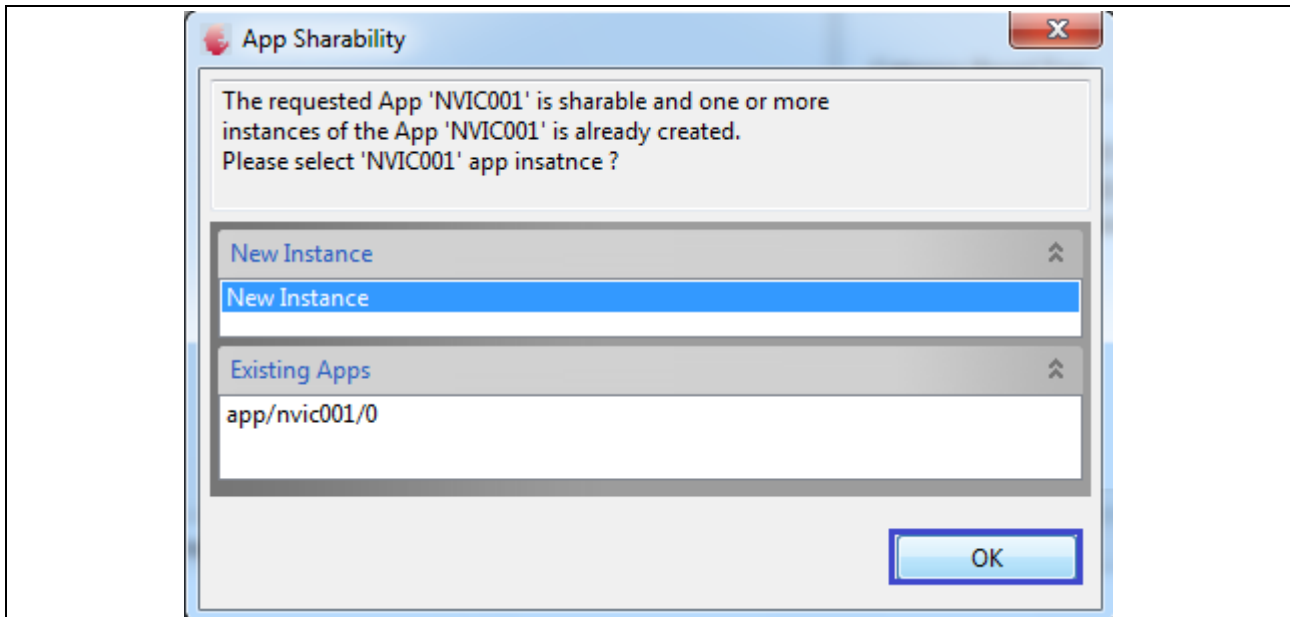 App Sharability
The requested App 'NVIC001' is sharable and one or more
instances of the App 'NVIC001' is already created.
Please select 'NVIC001' app insatnce ?
New Instance
New Instance
Existing Apps
app/nvic001/0
OK